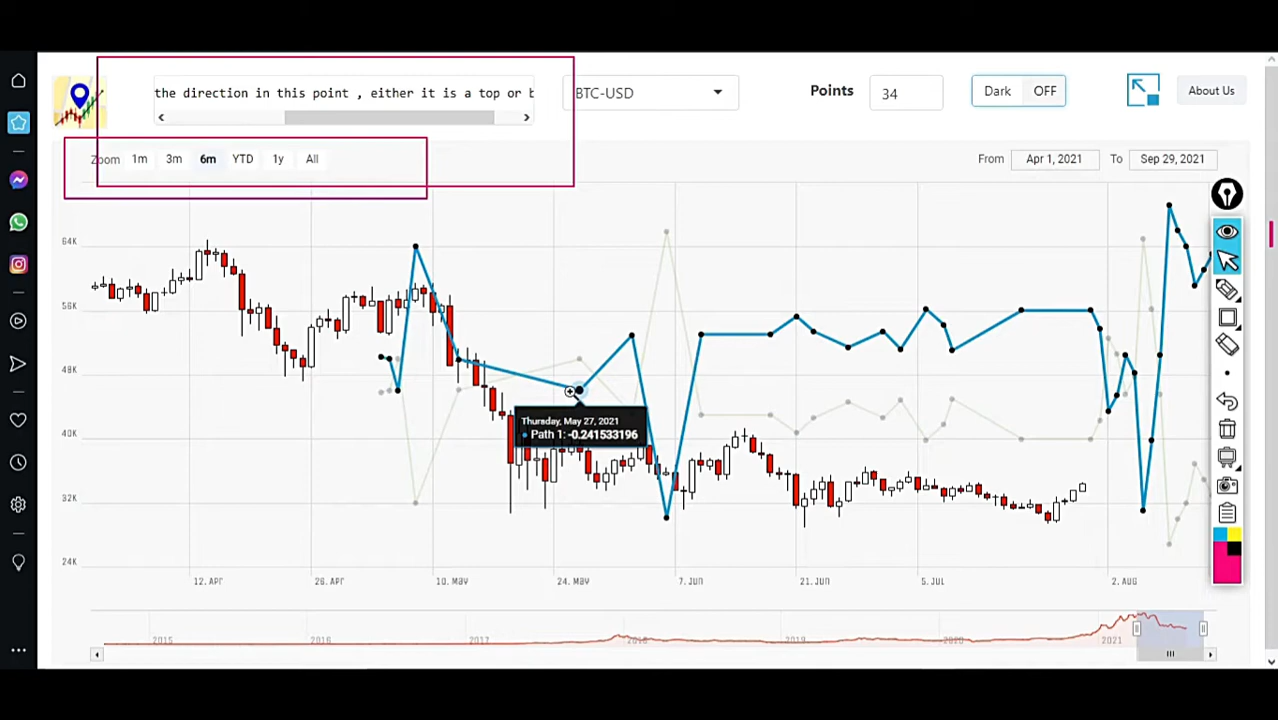 the direction in this point , either it is a top or b
BTC-USD
Points
34
Dark
OFF
About Us
Zoom
1m
3m
6m
YTD
1y
All
From
Apr 1, 2021
To
Sep 29, 2021
64K
56K
48K
40K
32K
24K
Thursday, May 27, 2021
Path 1: -0.241533196
12. Apr
26. Apr
10. May
24. May
7. Jun
21. Jun
5. Jul
2. Aug
2015
2016
2017
2018
2019
2020
2021